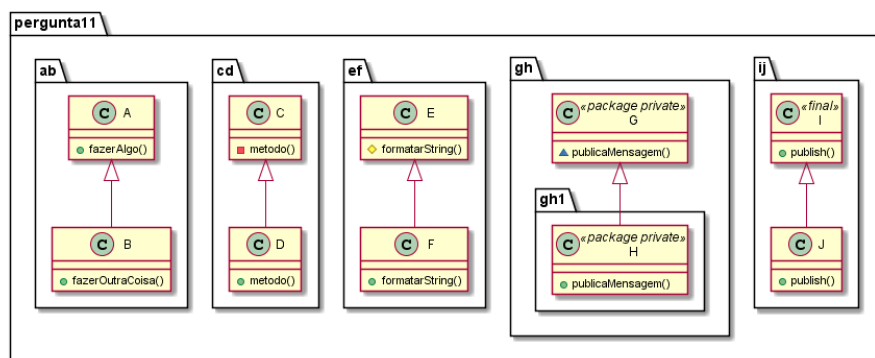 pergunta11
ab
C A
fazerAlgo()
C B
fazerOutraCoisa()
cd
C C
metodo()
C D
metodo()
ef
C E
formatarString()
C F
formatarString()
gh
C «package private»
G
publicaMensagem()
gh1
C «package private»
H
publicaMensagem()
ij
C «final»
I
publish()
C J
publish()